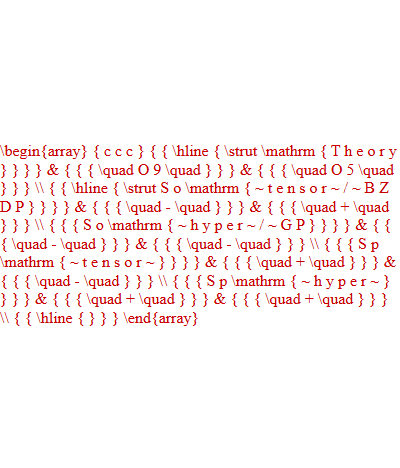 \begin{array} { c c c } { { \hline { \strut \mathrm { T h e o r y
} } } } & { { { \quad O 9 \quad } } } & { { { \quad O 5 \quad
} } } \\ { { \hline { \strut S o \mathrm { ~ t e n s o r ~ / ~ B Z
D P } } } } & { { { \quad - \quad } } } & { { { \quad + \quad
} } } \\ { { { S o \mathrm { ~ h y p e r ~ / ~ G P } } } } & { {
{ \quad - \quad } } } & { { { \quad - \quad } } } \\ { { { S p
\mathrm { ~ t e n s o r ~ } } } } & { { { \quad + \quad } } } &
{ { { \quad - \quad } } } \\ { { { S p \mathrm { ~ h y p e r ~ }
} } } & { { { \quad + \quad } } } & { { { \quad + \quad } } }
\\ { { \hline { } } } \end{array}